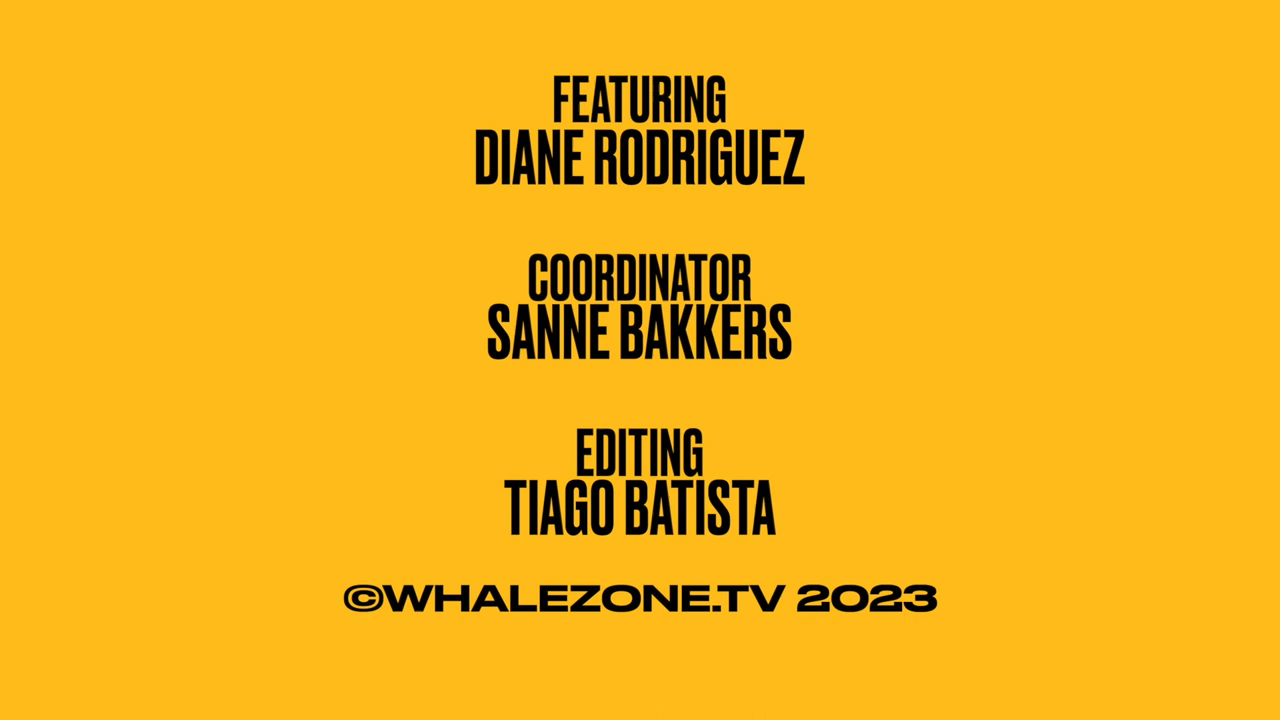 FEATURING
DIANE RODRIGUEZ
COORDINATOR
SANNE BAKKERS
EDITING
TIAGO BATISTA
©WHALEZONE.TV 2023